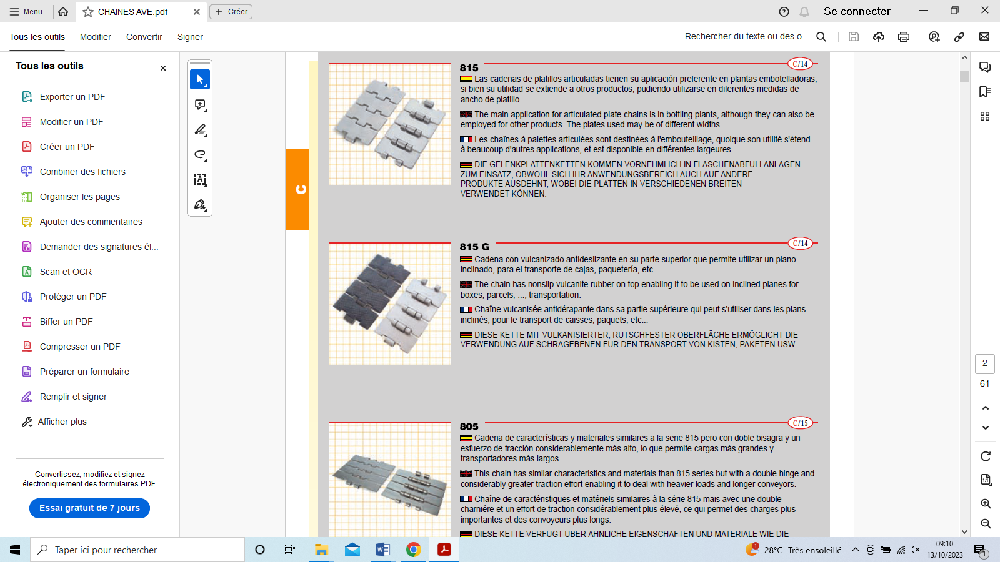 Menu
CHAINES AVE.pdf
Créer
Se connecter
Tous les outils
Modifier
Convertir
Signer
Rechercher du texte ou des o...
Tous les outils
Exporter un PDF
Modifier un PDF
Créer un PDF
Combiner des fichiers
Organiser les pages
Ajouter des commentaires
Demander des signatures él...
Scan et OCR
Protéger un PDF
Biffer un PDF
Compresser un PDF
Préparer un formulaire
Remplir et signer
Afficher plus
Convertissez, modifiez et signez
électroniquement des formulaires PDF.
Essai gratuit de 7 jours
C
815
C/14
Las cadenas de platillos articuladas tienen su aplicación preferente en plantas embotelladoras,
si bien su utilidad se extiende a otros productos, pudiendo utilizarse en diferentes medidas de
ancho de platillo.
The main application for articulated plate chains is in bottling plants, although they can also be
employed for other products. The plates used may be of different widths.
Les chaînes à palettes articulées sont destinées à l'embouteillage, quoique son utilité s'étend
à beaucoup d'autres applications, et est disponible en différentes largeures.
DIE GELENKPLATTENKETTEN KOMMEN VORNEHMLICH IN FLASCHENABFÜLLANLAGEN
ZUM EINSATZ, OBWOHL SICH IHR ANWENDUNGSBEREICH AUCH AUF ANDERE
PRODUKTE AUSDEHNT, WOBEI DIE PLATTEN IN VERSCHIEDENEN BREITEN
VERWENDET KÖNNEN.
815 G
C/14
Cadena con vulcanizado antideslizante en su parte superior que permite utilizar un plano
inclinado, para el transporte de cajas, paquetería, etc...
The chain has nonslip vulcanite rubber on top enabling it to be used on inclined planes for
boxes, parcels, ..., transportation.
Chaîne vulcanisée antidérapante dans sa partie supérieure qui peut s'utiliser dans les plans
inclinés, pour le transport de caisses, paquets, etc...
DIESE KETTE MIT VULKANISIERTER, RUTSCHFESTER OBERFLÄCHE ERMÖGLICHT DIE
VERWENDUNG AUF SCHRÄGEBENEN FÜR DEN TRANSPORT VON KISTEN, PAKETEN USW
805
C/15
Cadena de características y materiales similares a la serie 815 pero con doble bisagra y un
esfuerzo de tracción considerablemente más alto, lo que permite cargas más grandes y
transportadores más largos.
This chain has similar characteristics and materials than 815 series but with a double hinge and
considerably greater traction effort enabling it to deal with heavier loads and longer conveyors.
Chaîne de caractéristiques et matériels similaires à la série 815 mais avec une double
charniére et un effort de traction considérablement plus élevé, ce qui permet des charges plus
importantes et des convoyeurs plus longs.
DIESE KETTE VERFÜGT ÜBER ÄHNLICHE EIGENSCHAFTEN UND MATERIALE WIE DIE
2
61
1:1
Taper ici pour rechercher
1
28°C Très ensoleillé
09:10
13/10/2023
1